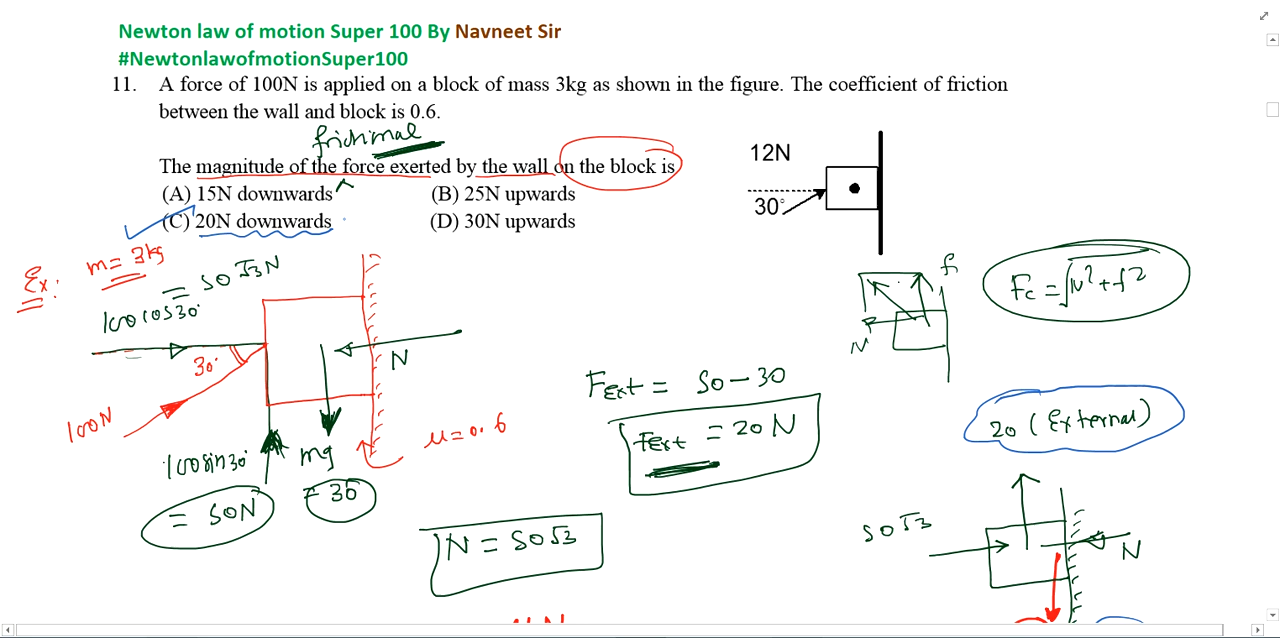 Newton law of motion Super 100 By Navneet Sir
#NewtonlawofmotionSuper100
11. A force of 100N is applied on a block of mass 3kg as shown in the figure. The coefficient of friction
between the wall and block is 0.6.
frictional
The magnitude of the force exerted by the wall on the block is
(A) 15N downwards (B) 25N upwards
(C) 20N downwards (D) 30N upwards
12N
30°
Ex: m = 3kg
= 50√3N
100cos30°
30°
100N
N
100sin30°
= 50N
mg
= 30
μ=0.6
N = 50√3
Fext = 50-30
Fext = 20 N
f
N
Fc = √N²+f²
20 (External)
50√3
N